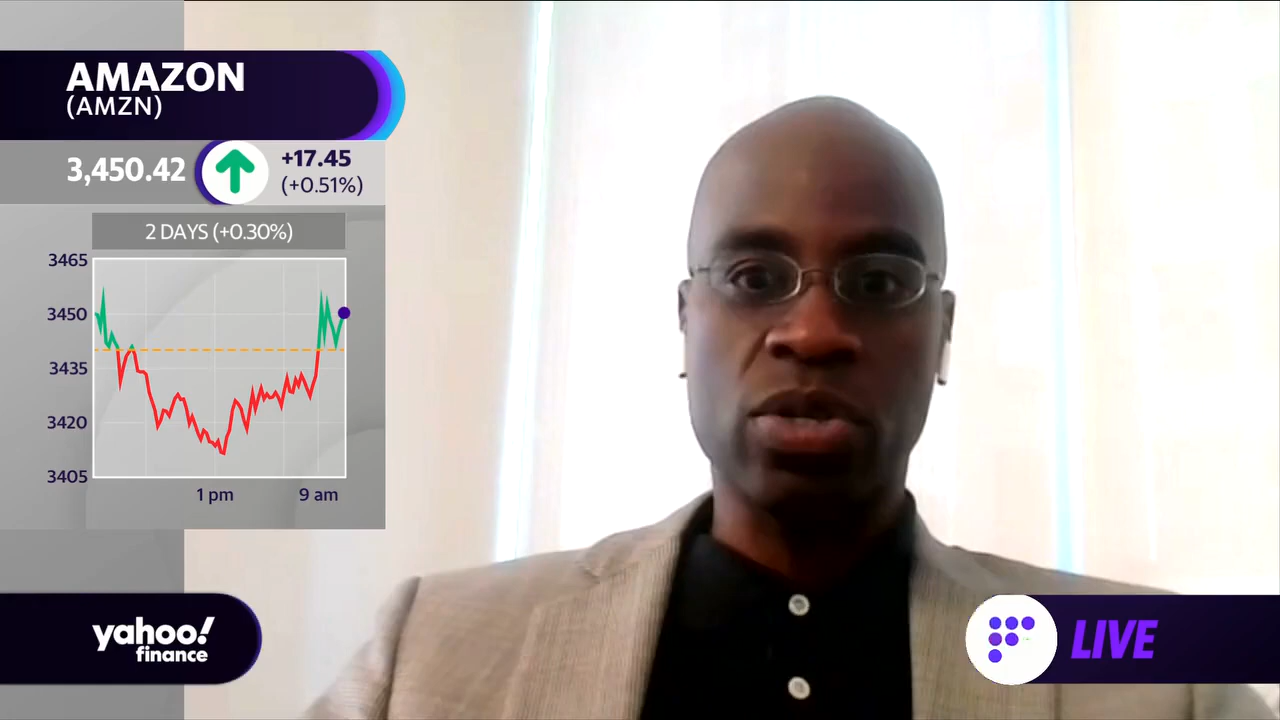 AMAZON
(AMZN)
3,450.42
+17.45
(+0.51%)
2 DAYS (+0.30%)
3465
3450
3435
3420
3405
1 pm
9 am
yahoo!
finance
LIVE